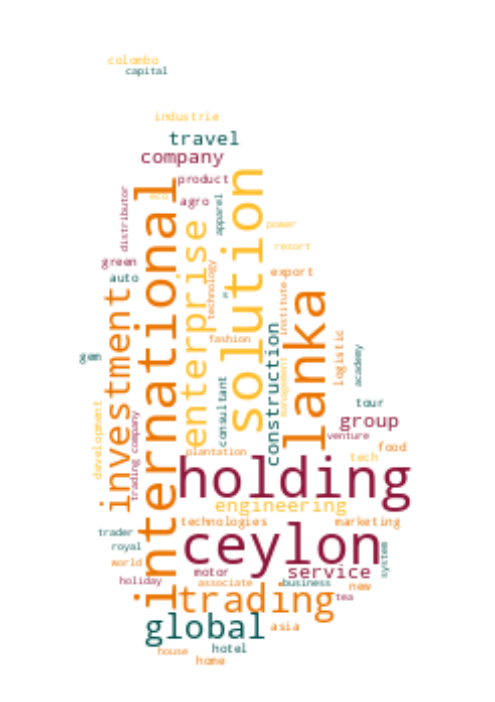 colombo
capital
industrie
travel
company
product
eco
agro
distributor
apparel
solution
international
enterprise
power
resort
green
auto
technology
export
institute
investment
lanka
fashion
construction
logistic
academy
gem
management
consultant
development
trading company
tour
group
venture
plantation
food
tech
holding
engineering
technologies
marketing
trader
royal
ceylon
world
holiday
motor
associate
service
business
system
new
tea
trading
global
asia
house
hotel
home